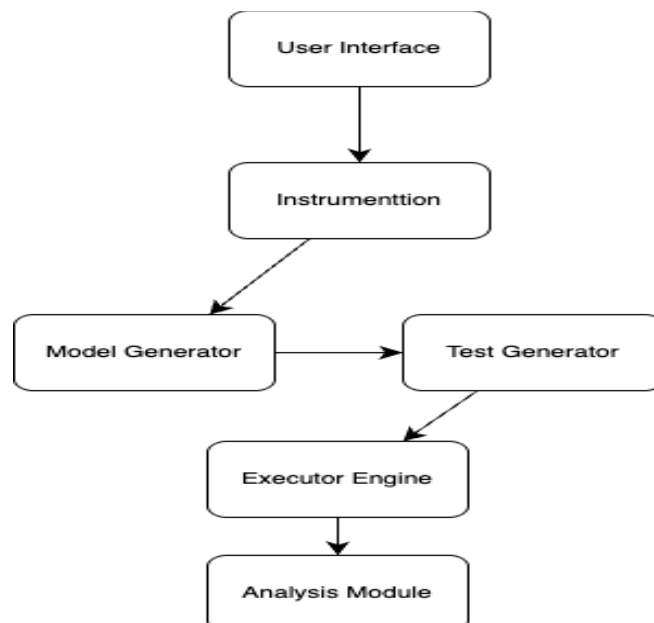 User Interface
Instrumenttion
Model Generator
Test Generator
Executor Engine
Analysis Module